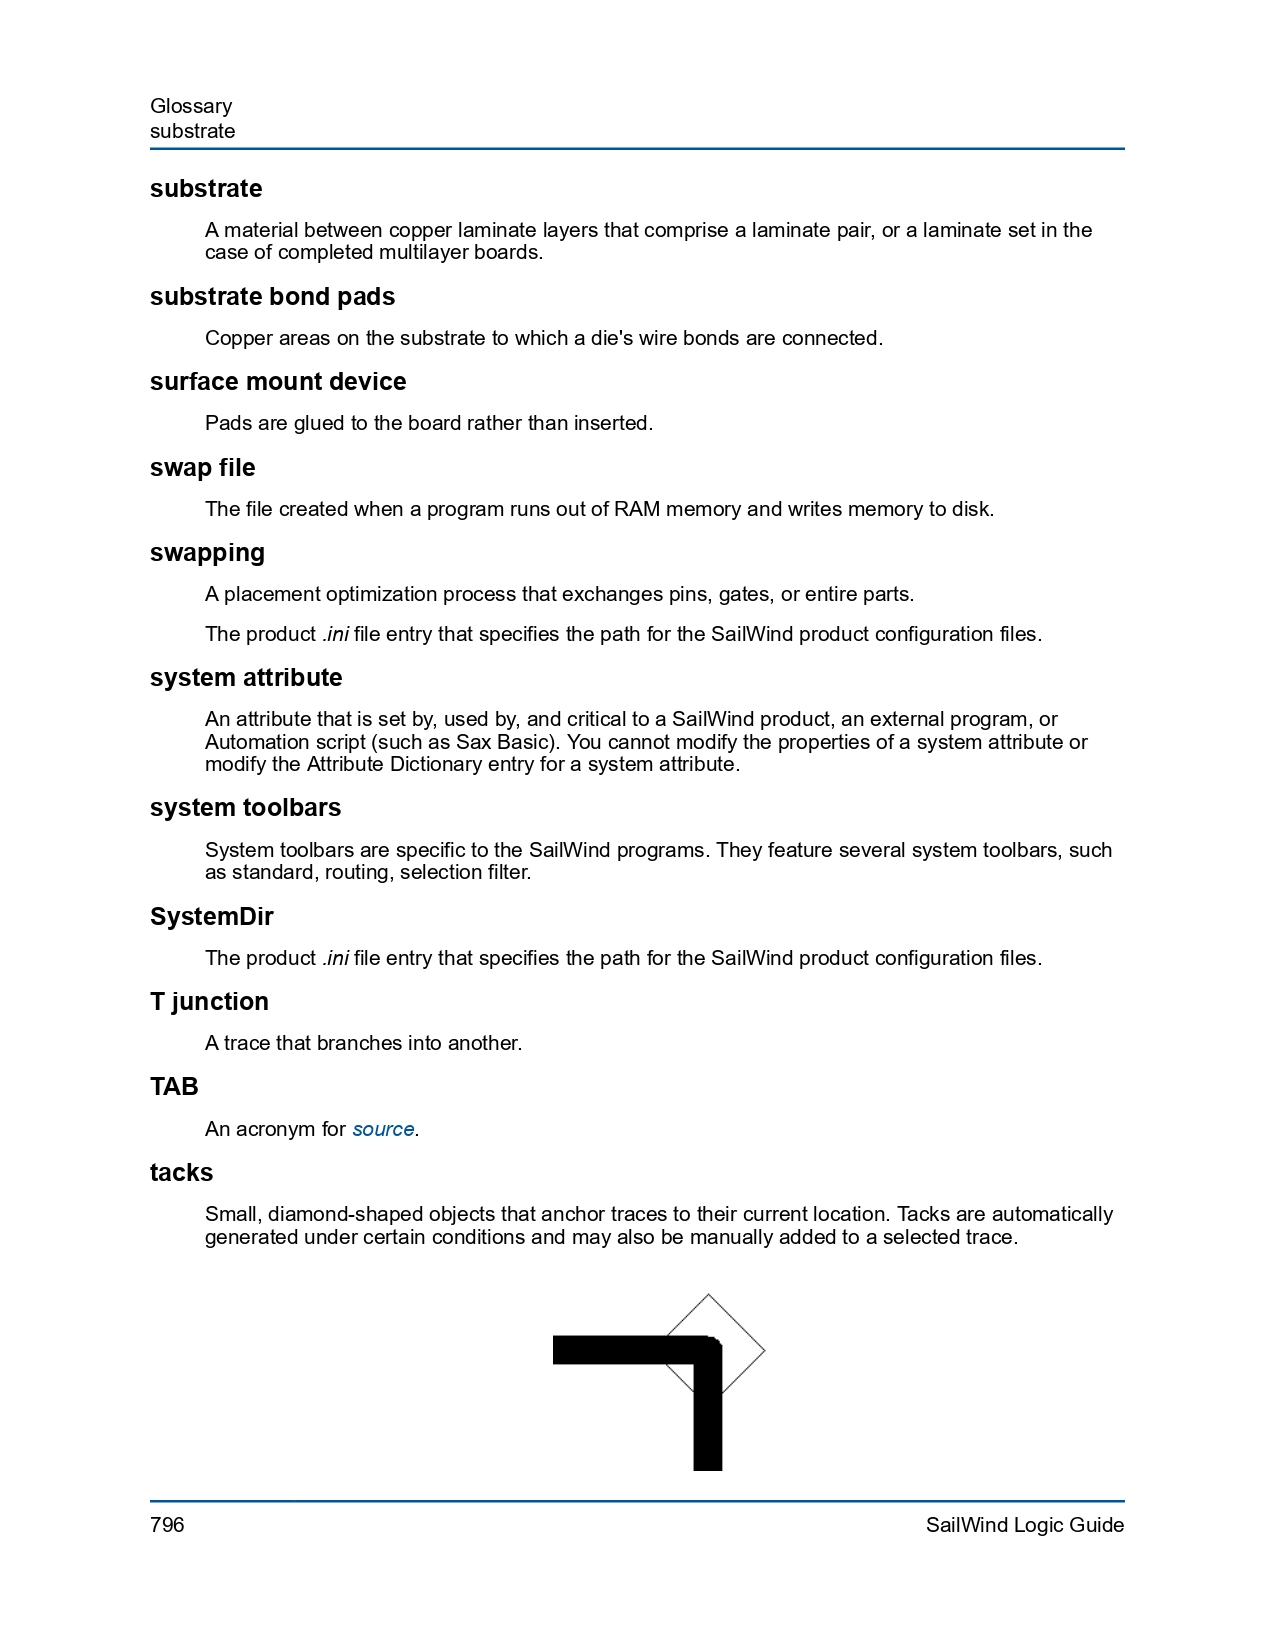 Glossary
substrate
substrate
A material between copper laminate layers that comprise a laminate pair, or a laminate set in the
case of completed multilayer boards.
substrate bond pads
Copper areas on the substrate to which a die's wire bonds are connected.
surface mount device
Pads are glued to the board rather than inserted.
swap file
The file created when a program runs out of RAM memory and writes memory to disk.
swapping
A placement optimization process that exchanges pins, gates, or entire parts.
The product .ini file entry that specifies the path for the SailWind product configuration files.
system attribute
An attribute that is set by, used by, and critical to a SailWind product, an external program, or
Automation script (such as Sax Basic). You cannot modify the properties of a system attribute or
modify the Attribute Dictionary entry for a system attribute.
system toolbars
System toolbars are specific to the SailWind programs. They feature several system toolbars, such
as standard, routing, selection filter.
SystemDir
The product .ini file entry that specifies the path for the SailWind product configuration files.
T junction
A trace that branches into another.
TAB
An acronym for source.
tacks
Small, diamond-shaped objects that anchor traces to their current location. Tacks are automatically
generated under certain conditions and may also be manually added to a selected trace.
796
SailWind Logic Guide